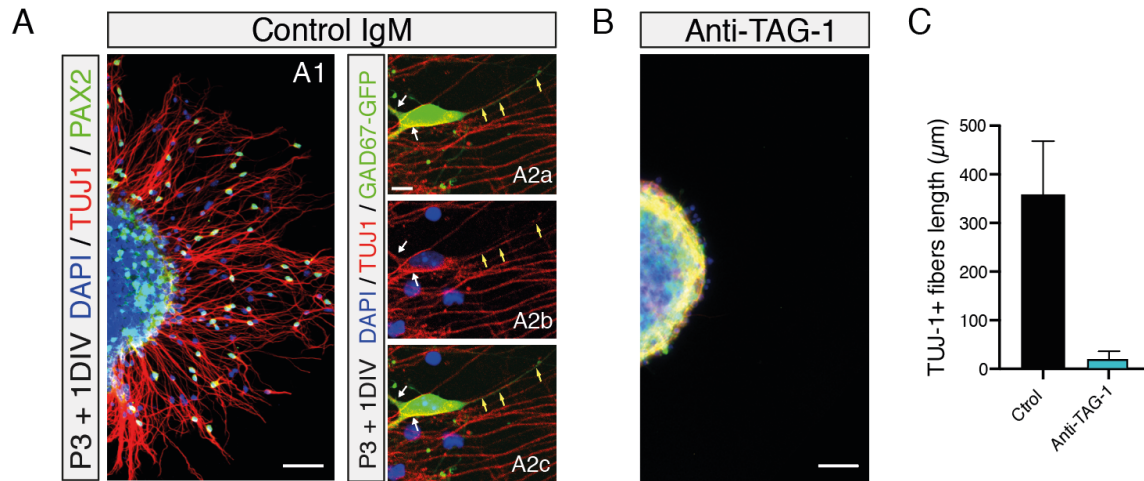 A
Control IgM
P3 + 1DIV DAPI / TUJ1 / PAX2
A1
P3 + 1DIV DAPI / TUJ1 / GAD67-GFP
A2a
A2b
A2c
B
Anti-TAG-1
C
TUJ-1+ fibers length (µm)
500
400
300
200
100
0
Ctrol
Anti-TAG-1